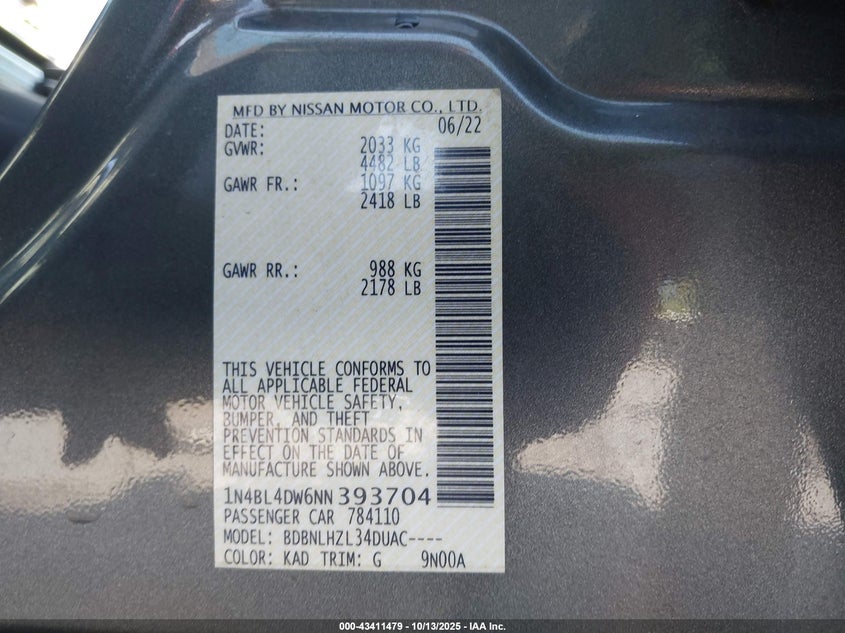 MFD BY NISSAN MOTOR CO., LTD.
DATE: 06/22
GVWR: 2033 KG
4482 LB
GAWR FR.: 1097 KG
2418 LB
GAWR RR.: 988 KG
2178 LB
THIS VEHICLE CONFORMS TO
ALL APPLICABLE FEDERAL
MOTOR VEHICLE SAFETY,
BUMPER, AND THEFT
PREVENTION STANDARDS IN
EFFECT ON THE DATE OF
MANUFACTURE SHOWN ABOVE.
1N4BL4DW6NN393704
PASSENGER CAR 784110
MODEL: BDBNLHZL34DUAC----
COLOR: KAD TRIM: G 9N00A
000-43411479 - 10/13/2025 - IAA Inc.